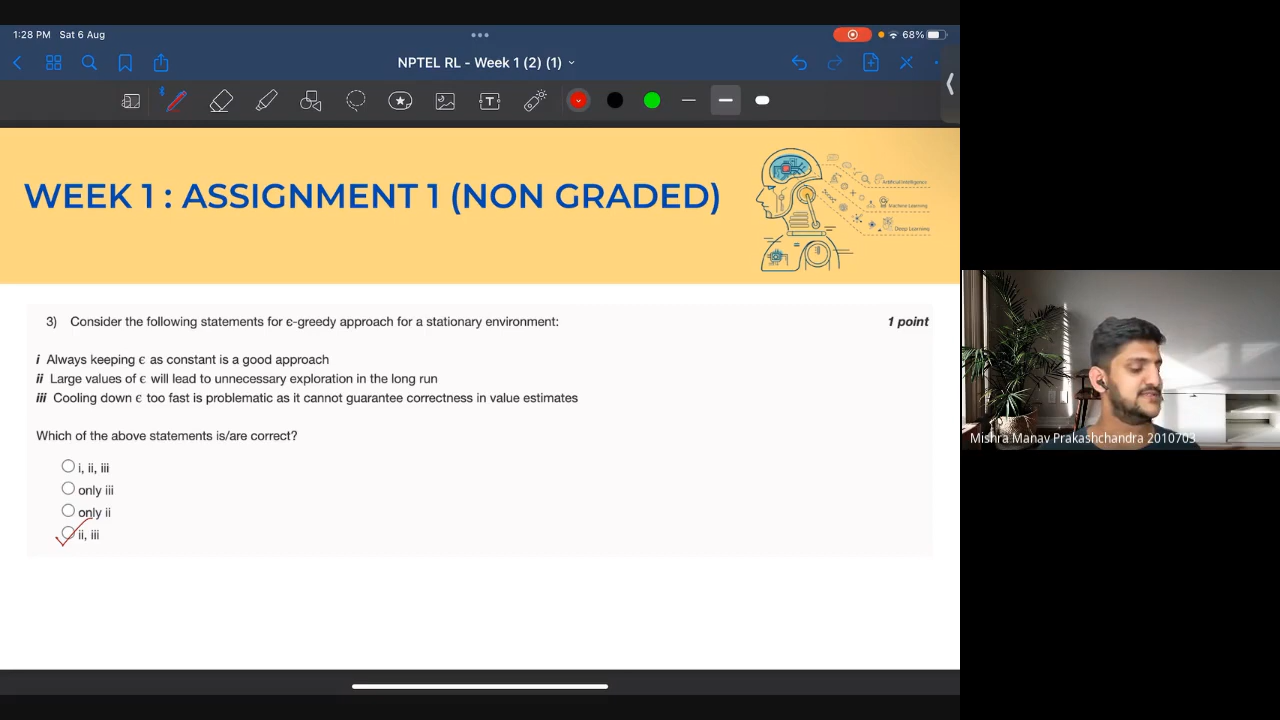 1:28 PM Sat 6 Aug
68%
NPTEL RL - Week 1 (2) (1)
T
WEEK 1 : ASSIGNMENT 1 (NON GRADED)
Artificial Intelligence
Machine Learning
Deep Learning
3) Consider the following statements for ϵ-greedy approach for a stationary environment:
1 point
i Always keeping ϵ as constant is a good approach
ii Large values of ϵ will lead to unnecessary exploration in the long run
iii Cooling down ϵ too fast is problematic as it cannot guarantee correctness in value estimates
Which of the above statements is/are correct?
i, ii, iii
only iii
only ii
ii, iii
Mishra Manav Prakashchandra 2010703